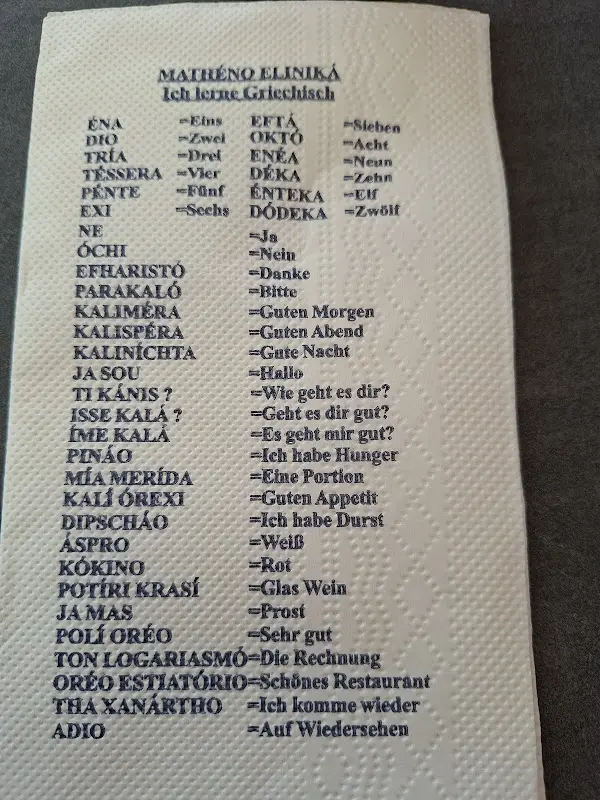 MATHÉNO ELINIKÁ
Ich lerne Griechisch
ÉNA =Eins EFTÁ =Sieben
DIO =Zwei OKTÓ =Acht
TRÍA =Drei ENÉA =Neun
TÉSSERA =Vier DÉKA =Zehn
PÉNTE =Fünf ÉNTEKA =Elf
EXI =Sechs DÓDEKA =Zwölf
NE =Ja
ÓCHI =Nein
EFHARISTÓ =Danke
PARAKALÓ =Bitte
KALIMÉRA =Guten Morgen
KALISPÉRA =Guten Abend
KALINÍCHTA =Gute Nacht
JA SOU =Hallo
TI KÁNIS ? =Wie geht es dir?
ISSE KALÁ ? =Geht es dir gut?
ÍME KALÁ =Es geht mir gut?
PINÁO =Ich habe Hunger
MÍA MERÍDA =Eine Portion
KALÍ ÓREXI =Guten Appetit
DIPSCHÁO =Ich habe Durst
ÁSPRO =Weiß
KÓKINO =Rot
POTÍRI KRASÍ =Glas Wein
JA MAS =Prost
POLÍ ORÉO =Sehr gut
TON LOGARIASMÓ=Die Rechnung
ORÉO ESTIATÓRIO=Schönes Restaurant
THA XANÁRTHO =Ich komme wieder
ADIO =Auf Wiedersehen